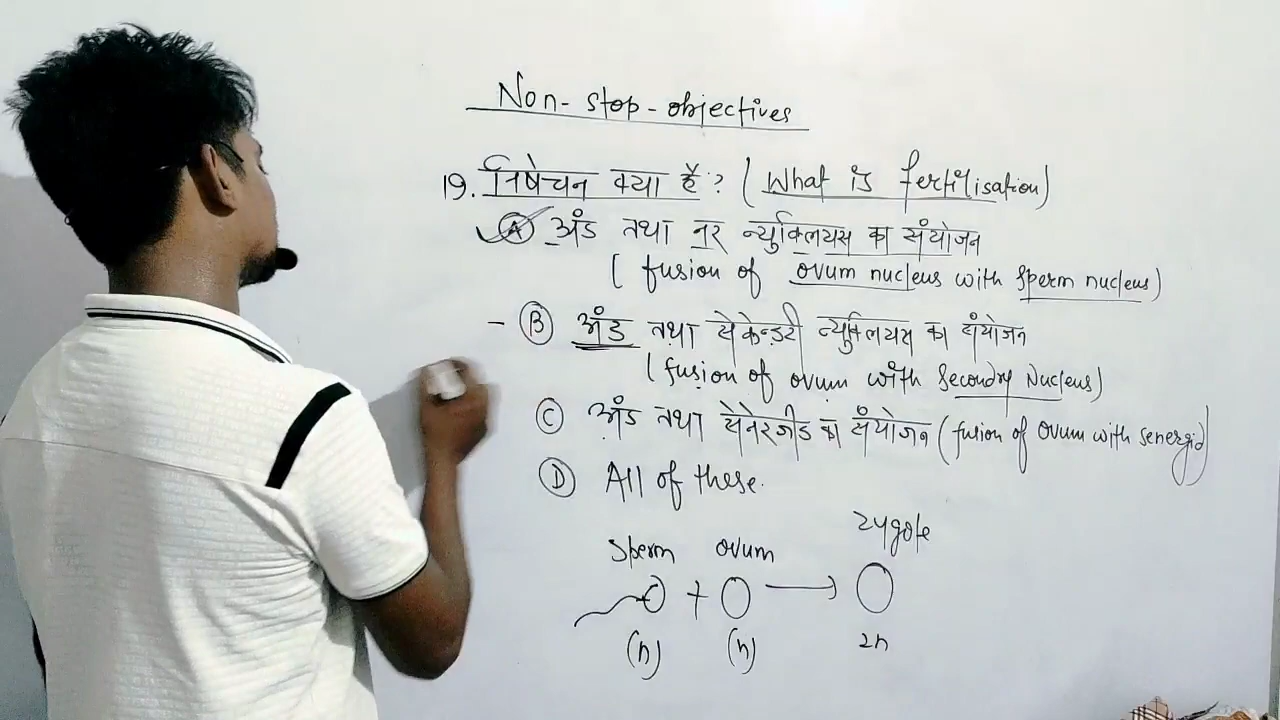 Non-stop-objectives
19. निषेचन क्या है? (What is fertilisation)
(A) अंड तथा नर न्युक्लियस का संयोजन
(fusion of ovum nucleus with sperm nucleus)
- (B) अंड तथा सेकेन्डरी न्युक्लियस का संयोजन
(fusion of ovum with Secondry Nucleus)
(C) अंड तथा सेनेरजीड का संयोजन (fusion of ovum with senergid)
(D) All of these.
sperm ovum zygote
+
(n) (n) 2n